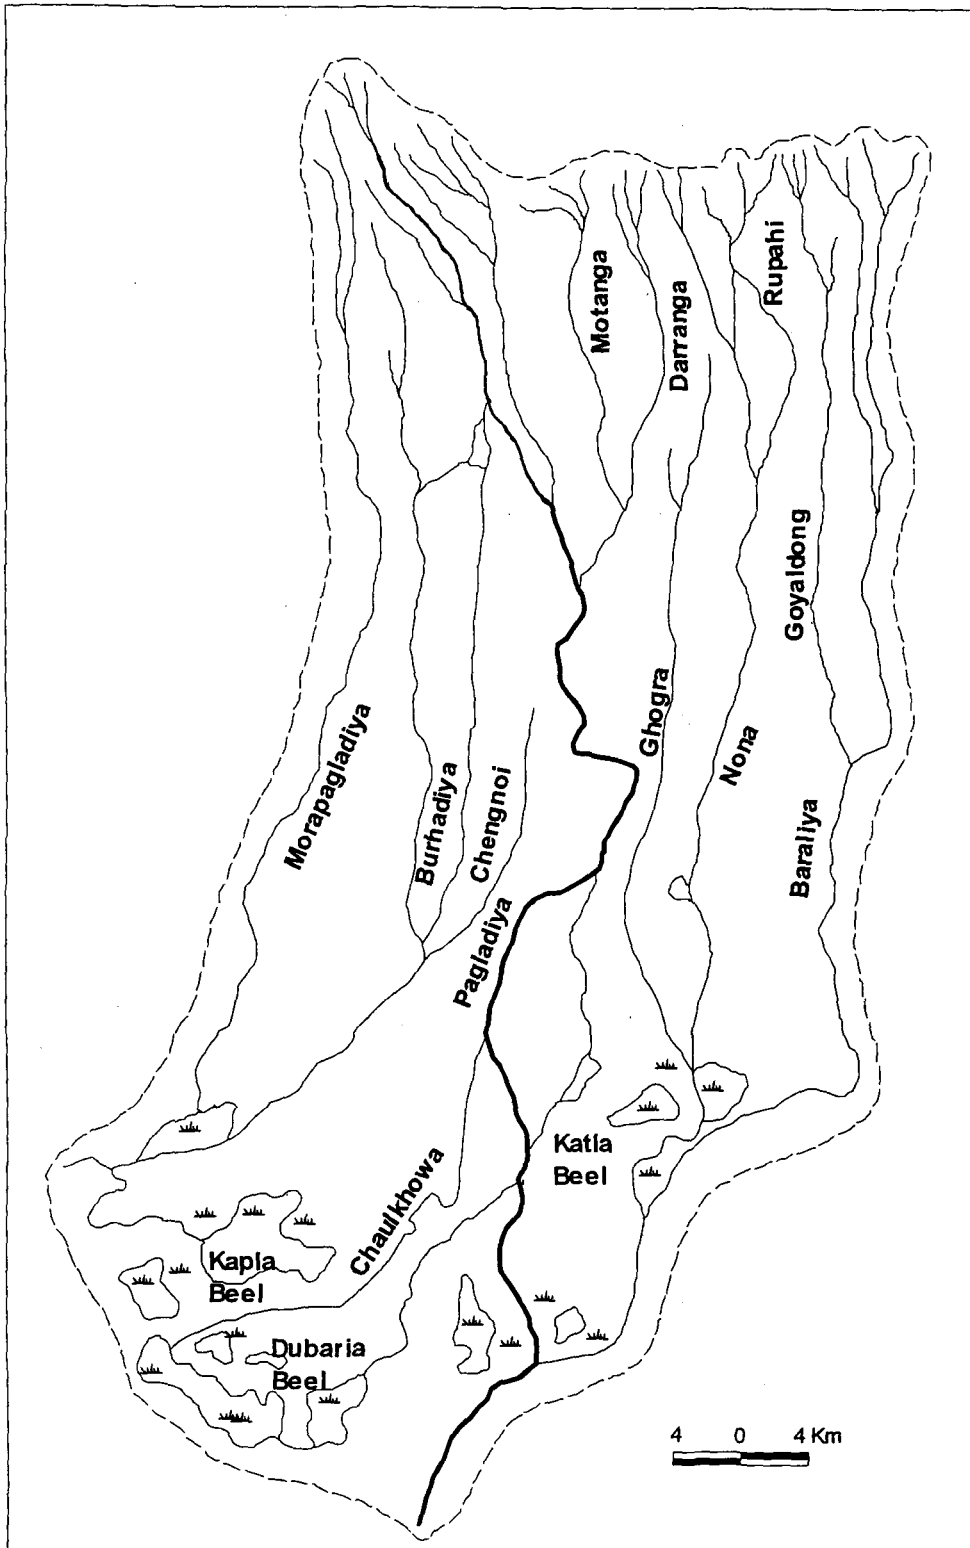 Motanga
Darranga
Rupahi
Goyaldong
Ghogra
Nona
Baraliya
Morapagladiya
Burhadiya
Chengnoi
Pagladiya
Chaulkhowa
Katla
Beel
Kapla
Beel
Dubaria
Beel
4 0 4 Km